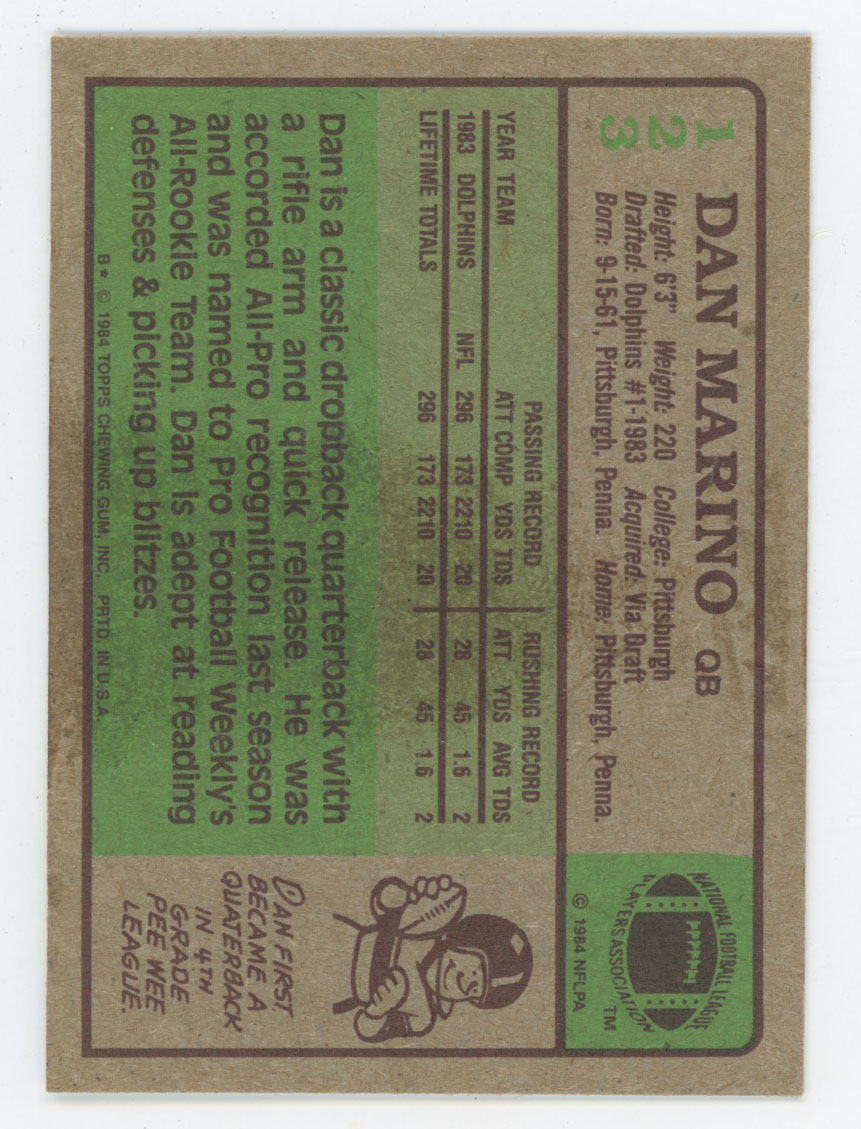 123
DAN MARINO QB
Height: 6'3" Weight: 220 College: Pittsburgh
Drafted: Dolphins #1-1983 Acquired: Via Draft
Born: 9-15-61, Pittsburgh, Penna. Home: Pittsburgh, Penna.
NATIONAL FOOTBALL LEAGUE
PLAYERS ASSOCIATION
TM
© 1984 NFLPA
PASSING RECORD RUSHING RECORD
YEAR TEAM ATT COMP YDS TDS ATT YDS AVG TDS
1983 DOLPHINS NFL 296 173 2210 20 28 45 1.6 2
LIFETIME TOTALS 296 173 2210 20 28 45 1.6 2
Dan is a classic dropback quarterback with
a rifle arm and quick release. He was
accorded All-Pro recognition last season
and was named to Pro Football Weekly's
All-Rookie Team. Dan is adept at reading
defenses & picking up blitzes.
B* © 1984 TOPPS CHEWING GUM, INC. PRTD. IN U.S.A.
DAN FIRST
BECAME A
QUATERBACK
IN 4TH
GRADE
PEE WEE
LEAGUE.